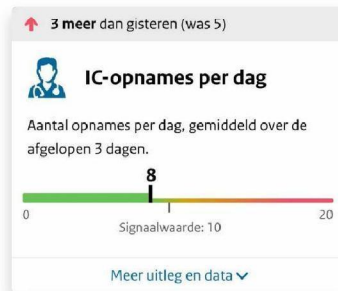 3 meer dan gisteren (was 5)
IC-opnames per dag
Aantal opnames per dag, gemiddeld over de
afgelopen 3 dagen.
8
0
20
Signaalwaarde: 10
Meer uitleg en data